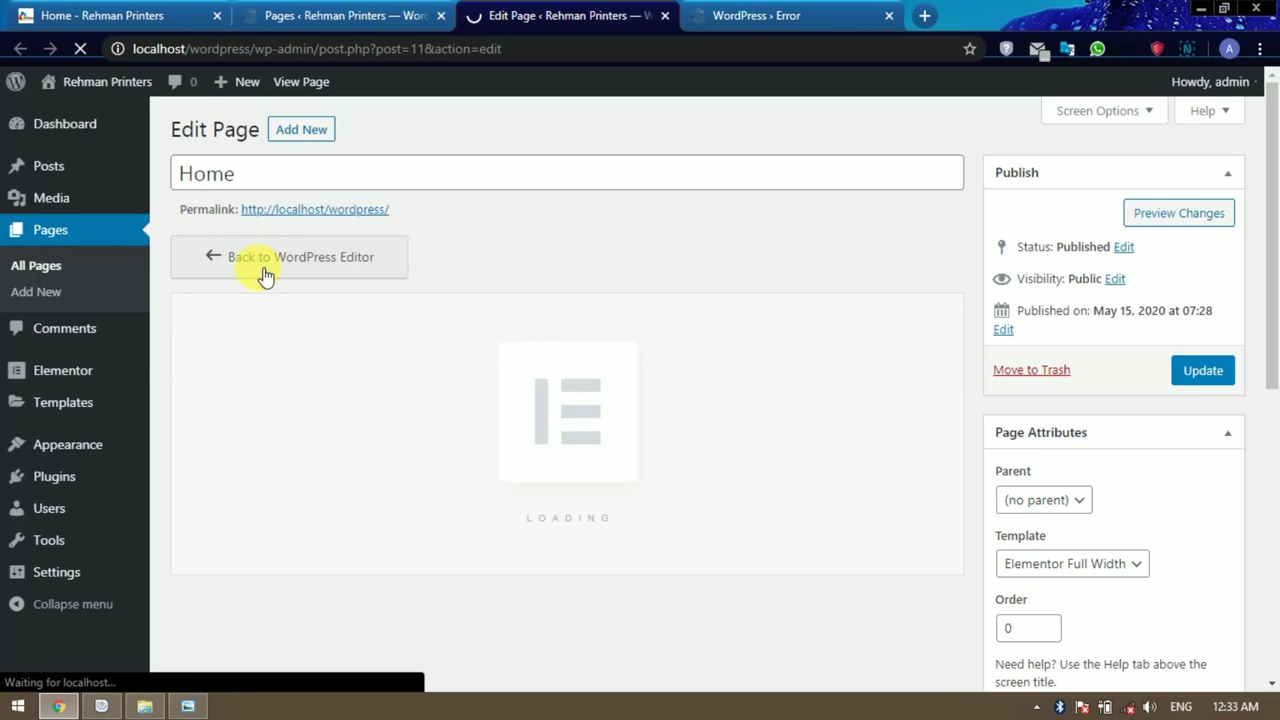 Home - Rehman Printers
Pages ‹ Rehman Printers — Word
Edit Page ‹ Rehman Printers — W
WordPress › Error
localhost/wordpress/wp-admin/post.php?post=11&action=edit
A
Rehman Printers
0
New
View Page
Howdy, admin
Dashboard
Posts
Media
Pages
All Pages
Add New
Comments
Elementor
Templates
Appearance
Plugins
Users
Tools
Settings
Collapse menu
Screen Options
Help
Edit Page
Add New
Home
Permalink: http://localhost/wordpress/
Back to WordPress Editor
LOADING
Publish
Preview Changes
Status: Published Edit
Visibility: Public Edit
Published on: May 15, 2020 at 07:28
Edit
Move to Trash
Update
Page Attributes
Parent
(no parent)
Template
Elementor Full Width
Order
0
Need help? Use the Help tab above the
screen title.
Waiting for localhost...
ENG
12:33 AM